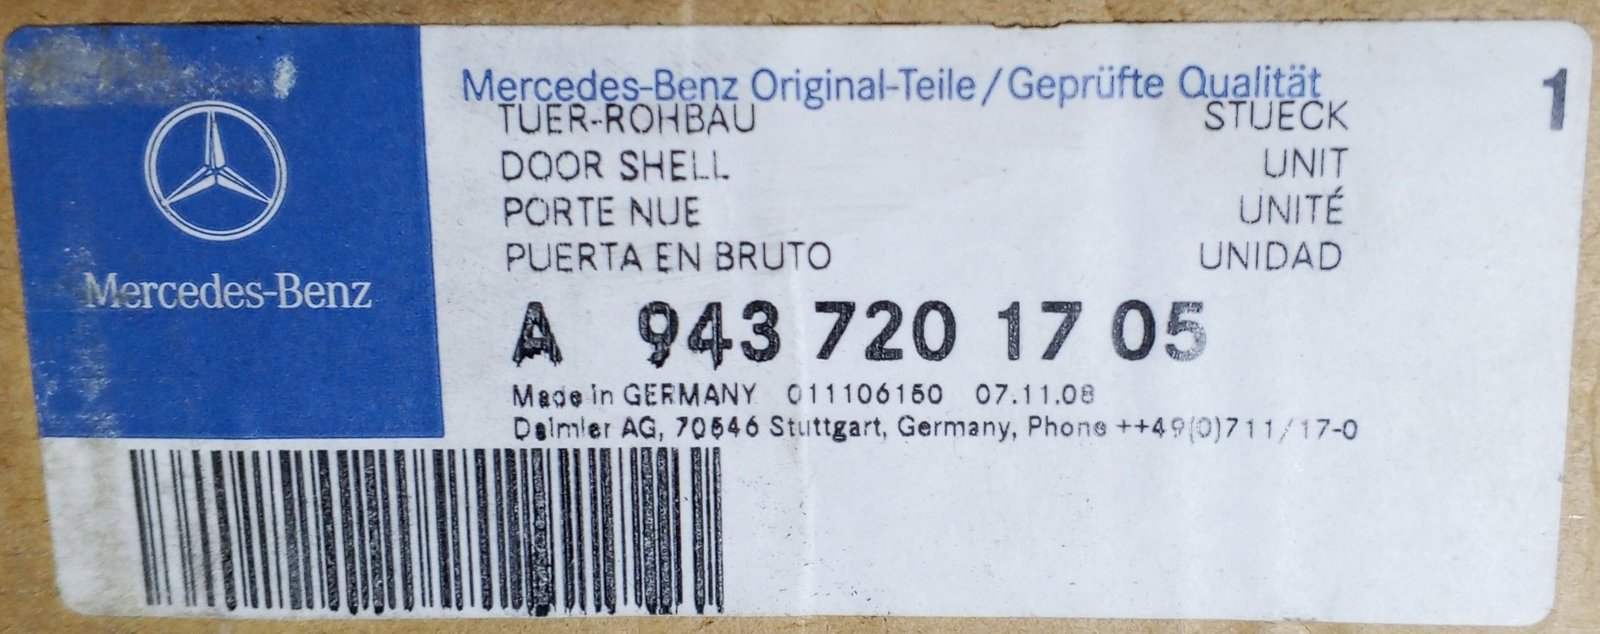 Mercedes-Benz
Mercedes-Benz Original-Teile/Geprüfte Qualität
1
TUER-ROHBAU STUECK
DOOR SHELL UNIT
PORTE NUE UNITÉ
PUERTA EN BRUTO UNIDAD
A 943 720 17 05
Made in GERMANY 011106150 07.11.08
Daimler AG, 70546 Stuttgart, Germany, Phone ++49(0)711/17-0